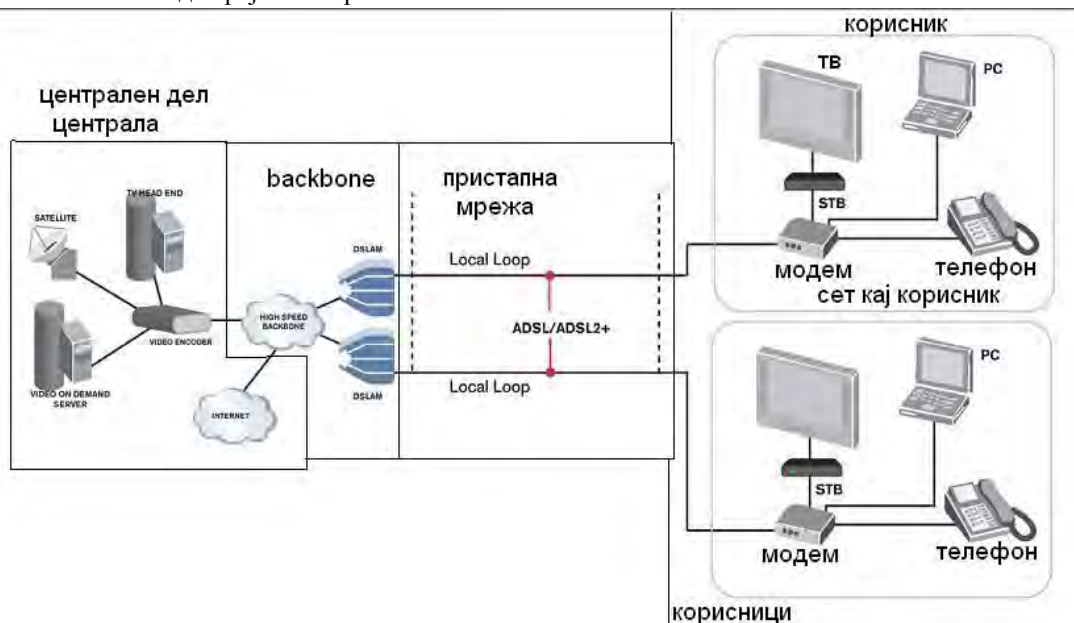 корисник
ТВ
PC
централен дел
централа
backbone
пристапна
мрежа
TV HEAD END
SATELLITE
STB
DSLAM
Local Loop
модем
телефон
сет кај корисник
HIGH SPEED
BACKBONE
ADSL/ADSL2+
VIDEO ENCODER
VIDEO ON DEMAND
SERVER
INTERNET
Local Loop
DSLAM
PC
STB
модем
телефон
корисници